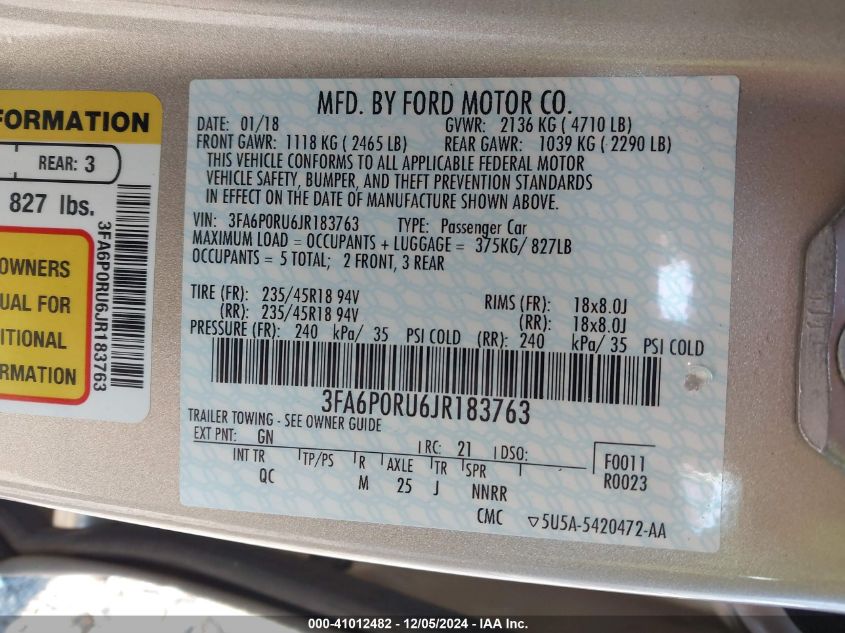 FORMATION
REAR: 3
827 lbs.
3FA6P0RU6JR183763
OWNERS
UAL FOR
ITIONAL
ORMATION
MFD. BY FORD MOTOR CO.
DATE: 01/18 GVWR: 2136 KG ( 4710 LB)
FRONT GAWR: 1118 KG ( 2465 LB) REAR GAWR: 1039 KG ( 2290 LB)
THIS VEHICLE CONFORMS TO ALL APPLICABLE FEDERAL MOTOR
VEHICLE SAFETY, BUMPER, AND THEFT PREVENTION STANDARDS
IN EFFECT ON THE DATE OF MANUFACTURE SHOWN ABOVE.
VIN: 3FA6P0RU6JR183763 TYPE: Passenger Car
MAXIMUM LOAD = OCCUPANTS + LUGGAGE = 375KG/ 827LB
OCCUPANTS = 5 TOTAL; 2 FRONT, 3 REAR
TIRE (FR): 235/45R18 94V RIMS (FR): 18x8.0J
(RR): 235/45R18 94V (RR): 18x8.0J
PRESSURE (FR): 240 kPa/ 35 PSI COLD (RR): 240 kPa/ 35 PSI COLD
3FA6P0RU6JR183763
TRAILER TOWING - SEE OWNER GUIDE
EXT PNT: GN RC: 21 DSO:
INT TR TP/PS R AXLE TR SPR F0011
QC M 25 J NNRR R0023
CMC ▽5U5A-5420472-AA
000-41012482 - 12/05/2024 - IAA Inc.